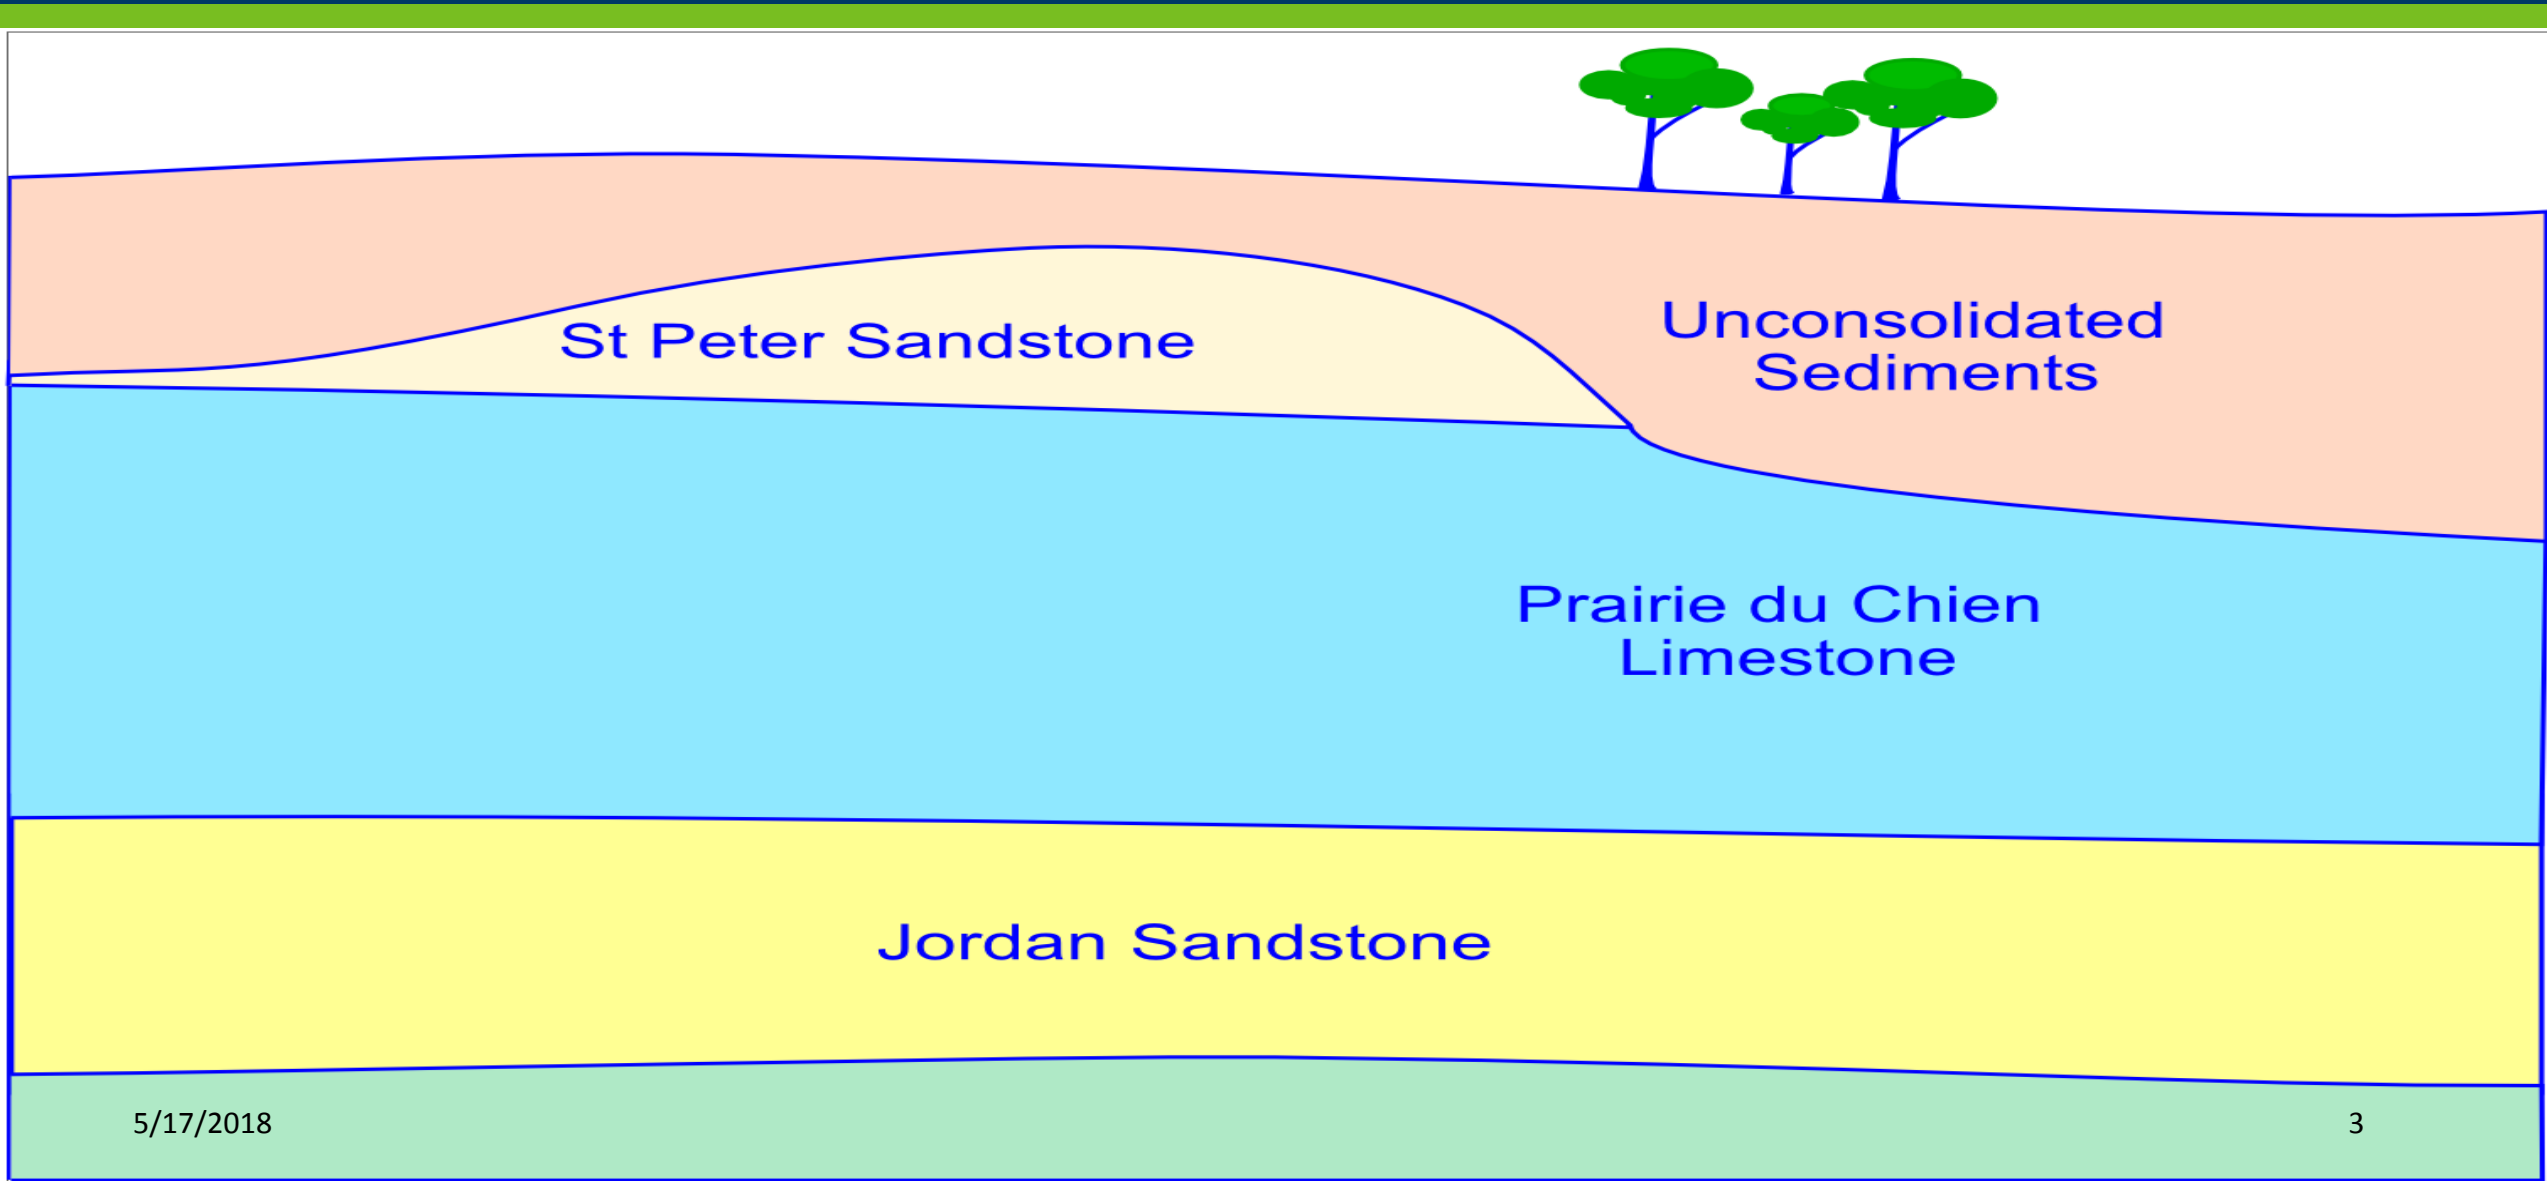 St Peter Sandstone
Unconsolidated
Sediments
Prairie du Chien
Limestone
Jordan Sandstone
5/17/2018
3